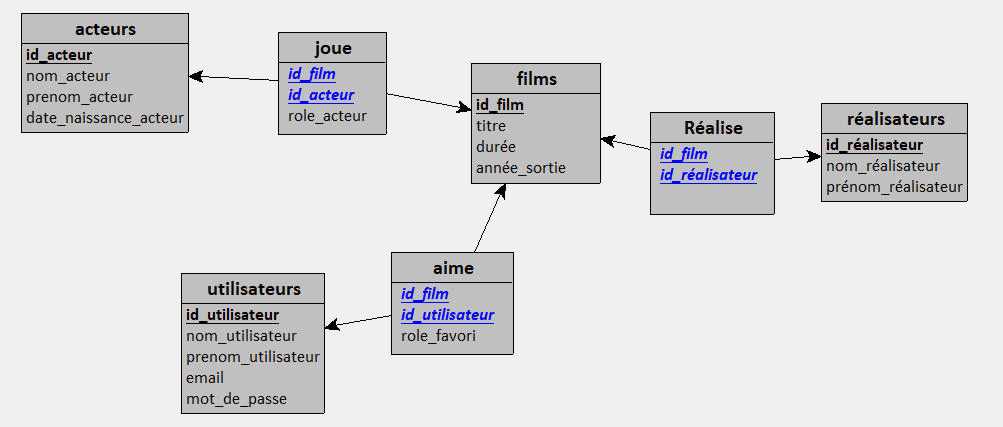 acteurs
id_acteur
nom_acteur
prenom_acteur
date_naissance_acteur
joue
id_film
id_acteur
role_acteur
films
id_film
titre
durée
année_sortie
Réalise
id_film
id_réalisateur
réalisateurs
id_réalisateur
nom_réalisateur
prénom_réalisateur
utilisateurs
id_utilisateur
nom_utilisateur
prenom_utilisateur
email
mot_de_passe
aime
id_film
id_utilisateur
role_favori